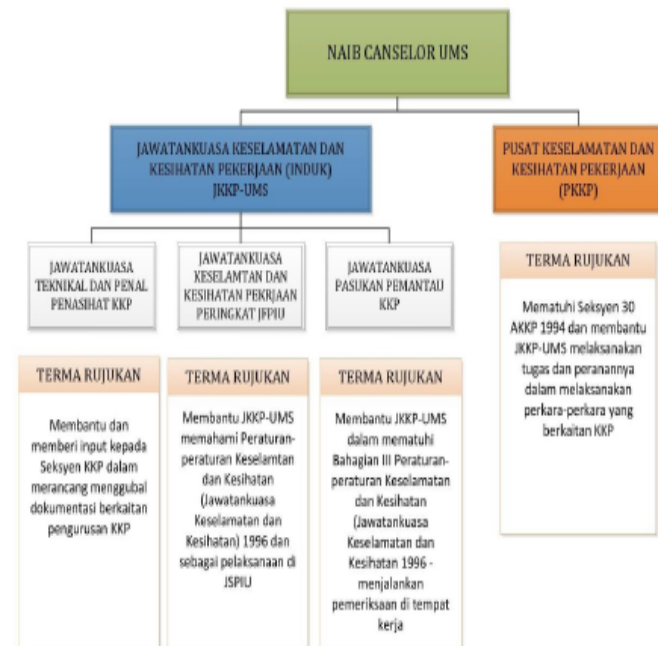 NAIB CANSELOR UMS
JAWATANKUASA KESELAMATAN DAN
KESIHATAN PEKERJAAN (INDUK)
JKKP-UMS
PUSAT KESELAMATAN DAN
KESIHATAN PEKERJAAN
(PKKP)
JAWATANKUASA
TEKNIKAL DAN PENAL
PENASIHAT KKP
JAWATANKUASA
KESELAMTAN DAN
KESIHATAN PEKRJAAN
PERINGKAT JFPIU
JAWATANKUASA
PASUKAN PEMANTAU
KKP
TERMA RUJUKAN
Mematuhi Seksyen 30
AKKP 1994 dan membantu
JKKP-UMS melaksanakan
tugas dan peranannya
dalam melaksanakan
perkara-perkara yang
berkaitan KKP
TERMA RUJUKAN
Membantu dan
memberi input kepada
Seksyen KKP dalam
merancang menggubal
dokumentasi berkaitan
pengurusan KKP
TERMA RUJUKAN
Membantu JKKP-UMS
memahami Peraturan-
peraturan Keselamtan
dan Kesihatan
(Jawatankuasa
Keselamatan dan
Kesihatan) 1996 dan
sebagai pelaksanaan di
JSPIU
TERMA RUJUKAN
Membantu JKKP-UMS
dalam mematuhi
Bahagian III Peraturan-
peraturan Keselamatan
dan Kesihatan
(Jawatankuasa
Keselamatan dan
Kesihatan 1996 -
menjalankan
pemeriksaan di tempat
kerja